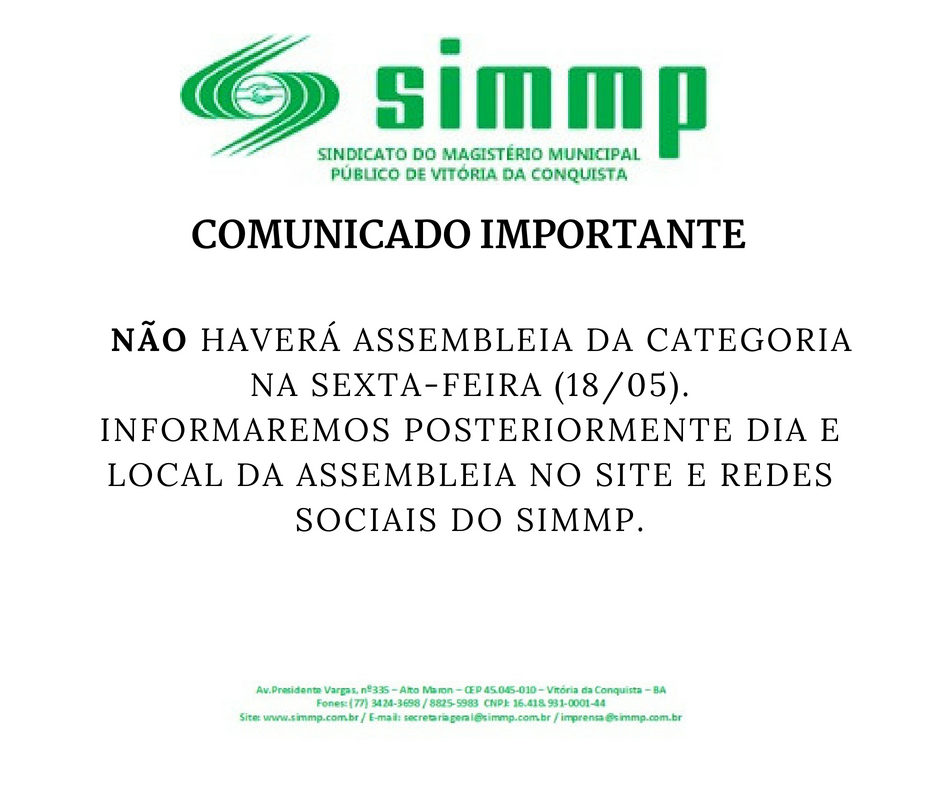 simmp
SINDICATO DO MAGISTÉRIO MUNICIPAL
PÚBLICO DE VITÓRIA DA CONQUISTA
COMUNICADO IMPORTANTE
NÃO HAVERÁ ASSEMBLEIA DA CATEGORIA
NA SEXTA-FEIRA (18/05).
INFORMAREMOS POSTERIORMENTE DIA E
LOCAL DA ASSEMBLEIA NO SITE E REDES
SOCIAIS DO SIMMP.
Av.Presidente Vargas, nº335 – Alto Maron – CEP 45.045-010 – Vitória da Conquista – BA
Fones: (77) 3424-3698 / 8825-5983 CNPJ: 16.418.931-0001-44
Site: www.simmp.com.br / E-mail: secretariageral@simmp.com.br / imprensa@simmp.com.br